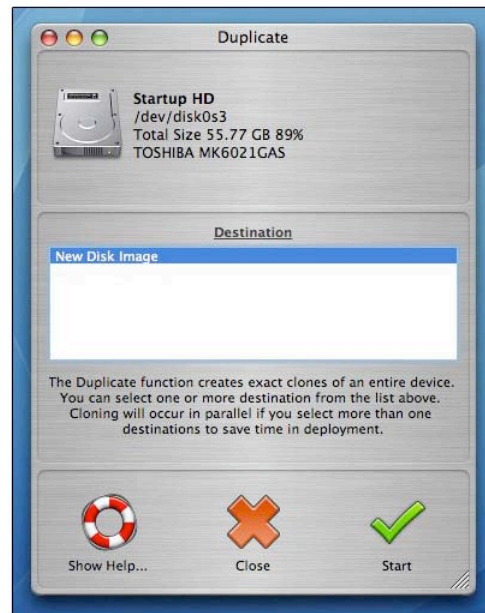 Duplicate
Startup HD
/dev/disk0s3
Total Size 55.77 GB 89%
TOSHIBA MK6021GAS
Destination
New Disk Image
The Duplicate function creates exact clones of an entire device.
You can select one or more destination from the list above.
Cloning will occur in parallel if you select more than one
destinations to save time in deployment.
Show Help...
Close
Start